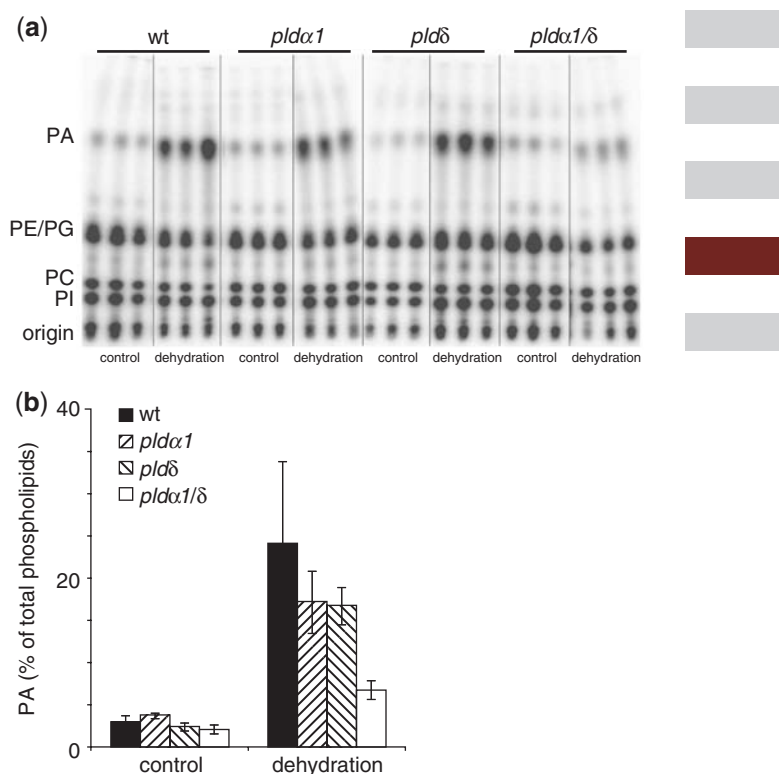 (a)
wt pldα1 pldδ pldα1/δ
PA
PE/PG
PC
PI
origin
control dehydration control dehydration control dehydration control dehydration
(b)
40
20
0
PA (% of total phospholipids)
wt
pldα1
pldδ
pldα1/δ
control dehydration